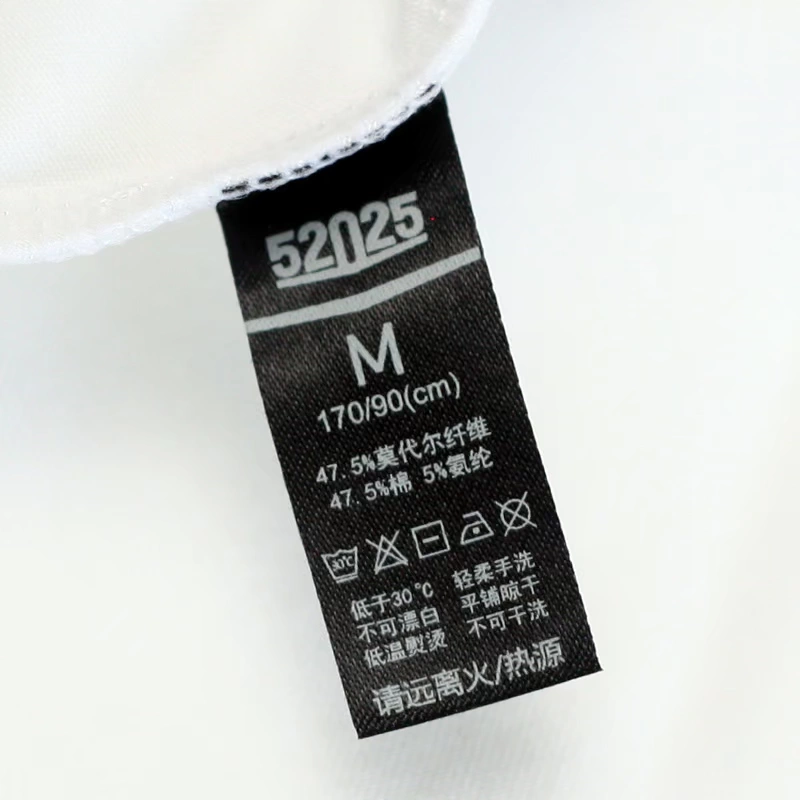 52025
M
170/90(cm)
47.5%莫代尔纤维
47.5%棉 5%氨纶
30℃
低于30℃ 轻柔手洗
不可漂白 平铺晾干
低温熨烫 不可干洗
请远离火/热源